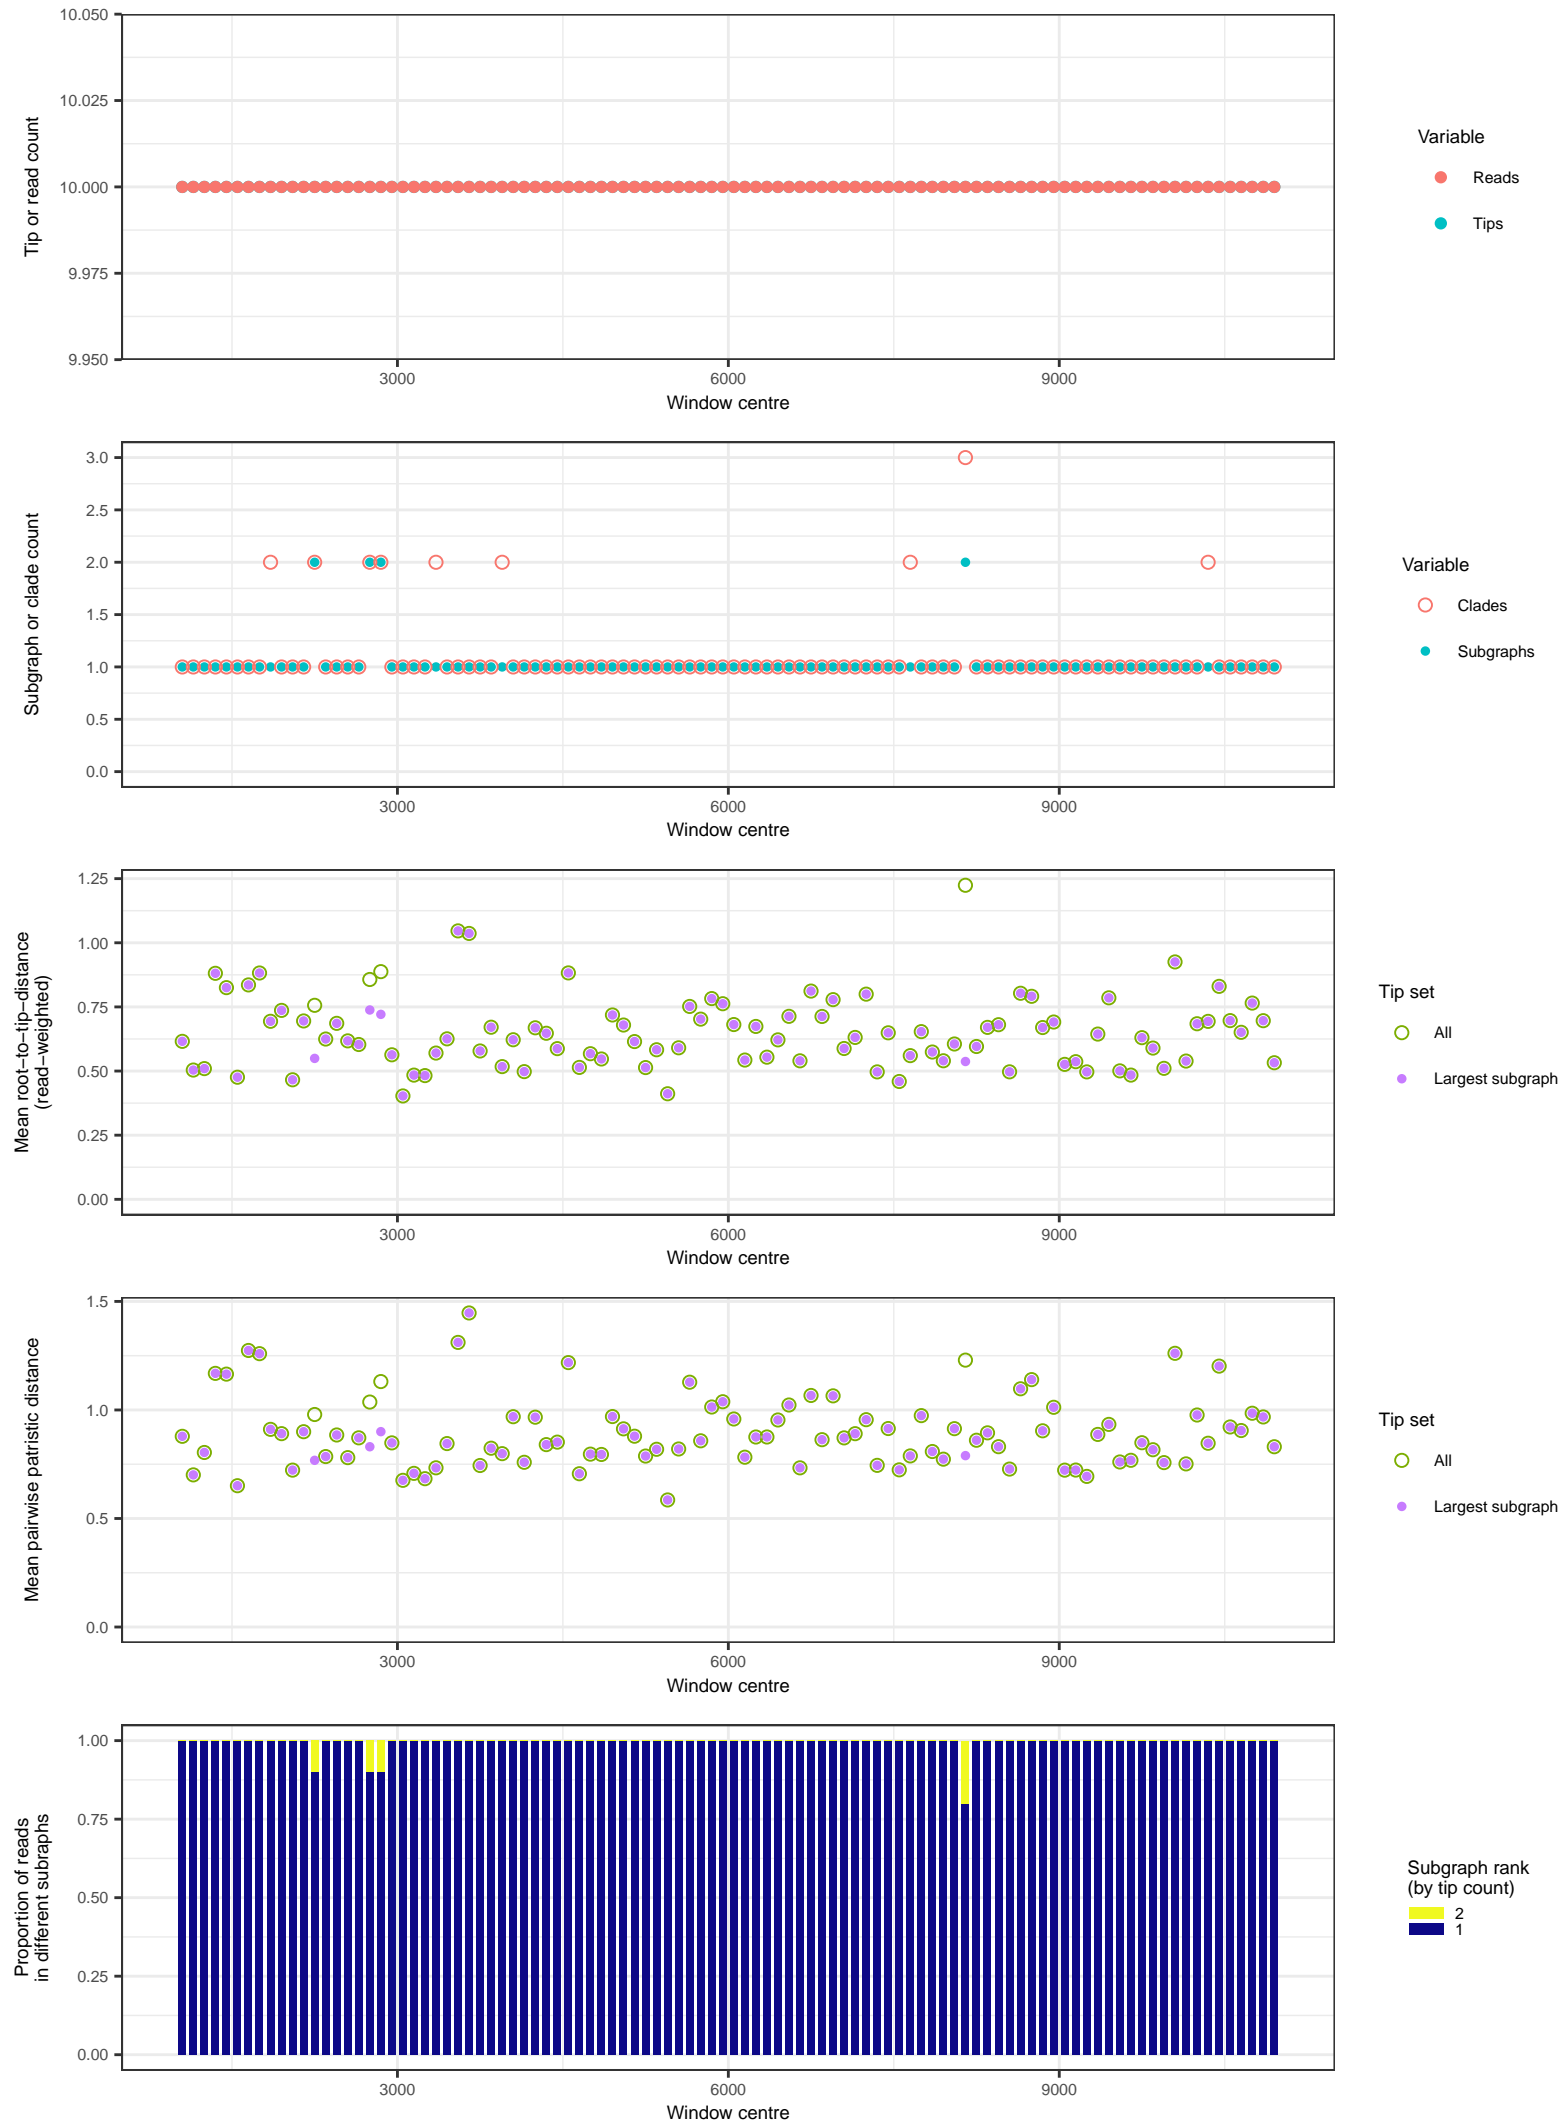 10.050
10.025
10.000
9.975
9.950
Tip or read count
3000
6000
9000
Window centre
Variable
Reads
Tips
3.0
2.5
2.0
1.5
1.0
0.5
0.0
Subgraph or clade count
3000
6000
9000
Window centre
Variable
Clades
Subgraphs
1.25
1.00
0.75
0.50
0.25
0.00
Mean root−to−tip−distance
(read−weighted)
3000
6000
9000
Window centre
Tip set
All
Largest subgraph
1.5
1.0
0.5
0.0
Mean pairwise patristic distance
3000
6000
9000
Window centre
Tip set
All
Largest subgraph
1.00
0.75
0.50
0.25
0.00
Proportion of reads
in different subraphs
3000
6000
9000
Window centre
Subgraph rank
(by tip count)
2
1